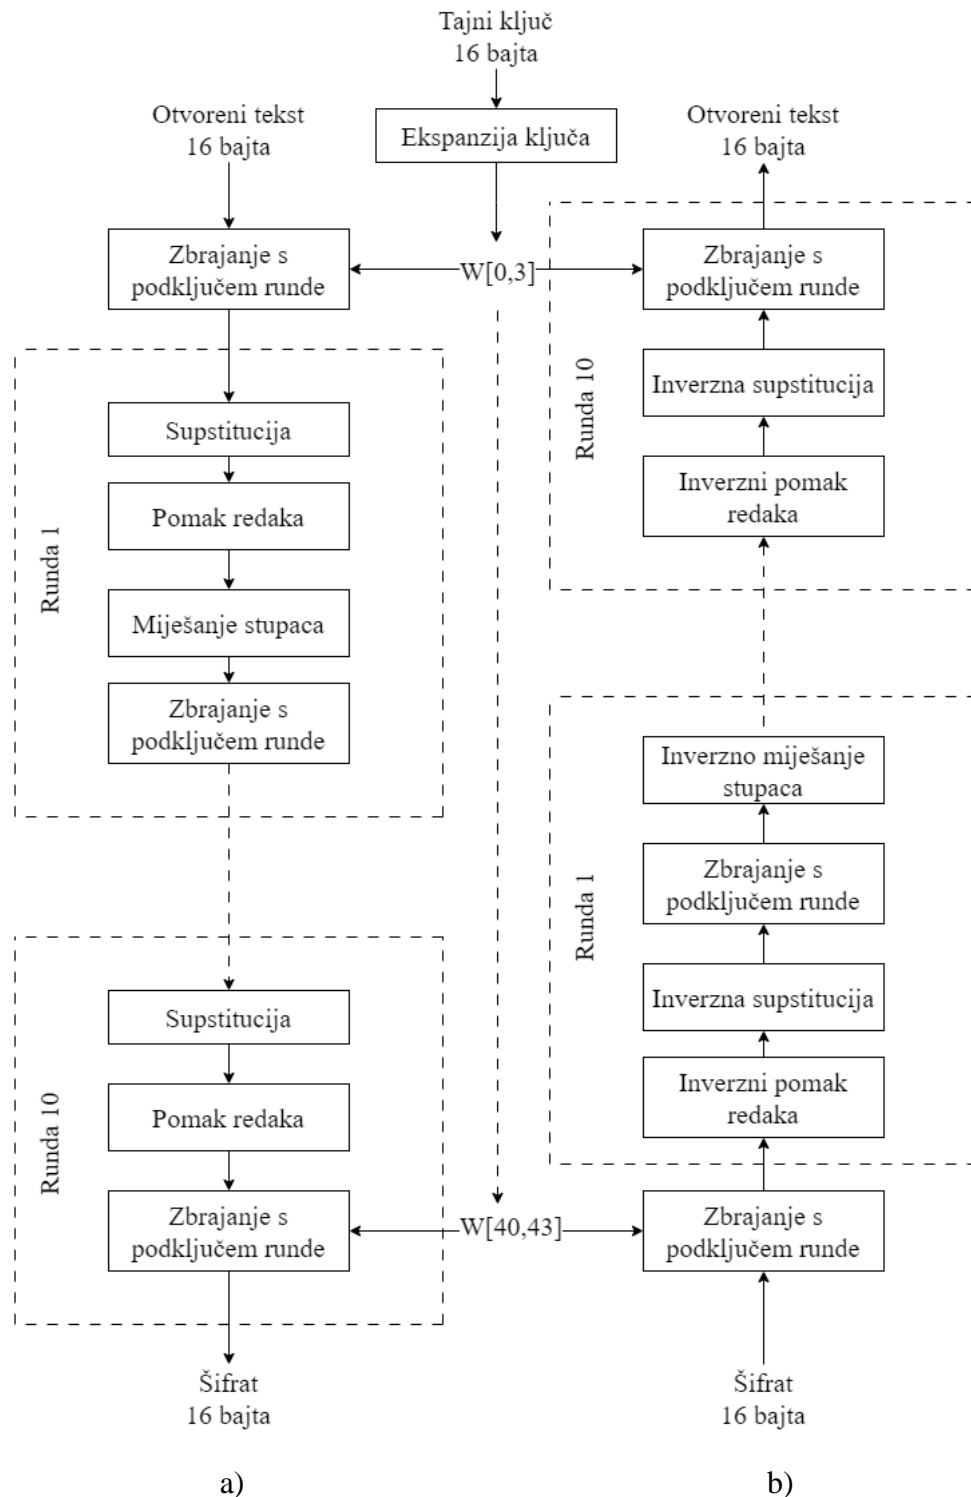 Tajni ključ
16 bajta
Ekspanzija ključa
Otvoreni tekst
16 bajta
Zbrajanje s
podključem runde
Runda 1
Supstitucija
Pomak redaka
Miješanje stupaca
Zbrajanje s
podključem runde
Runda 10
Supstitucija
Pomak redaka
Zbrajanje s
podključem runde
Šifrat
16 bajta
a)
W[0,3]
W[40,43]
Otvoreni tekst
16 bajta
Runda 10
Zbrajanje s
podključem runde
Inverzna supstitucija
Inverzni pomak
redaka
Runda 1
Inverzno miješanje
stupaca
Zbrajanje s
podključem runde
Inverzna supstitucija
Inverzni pomak
redaka
Zbrajanje s
podključem runde
Šifrat
16 bajta
b)